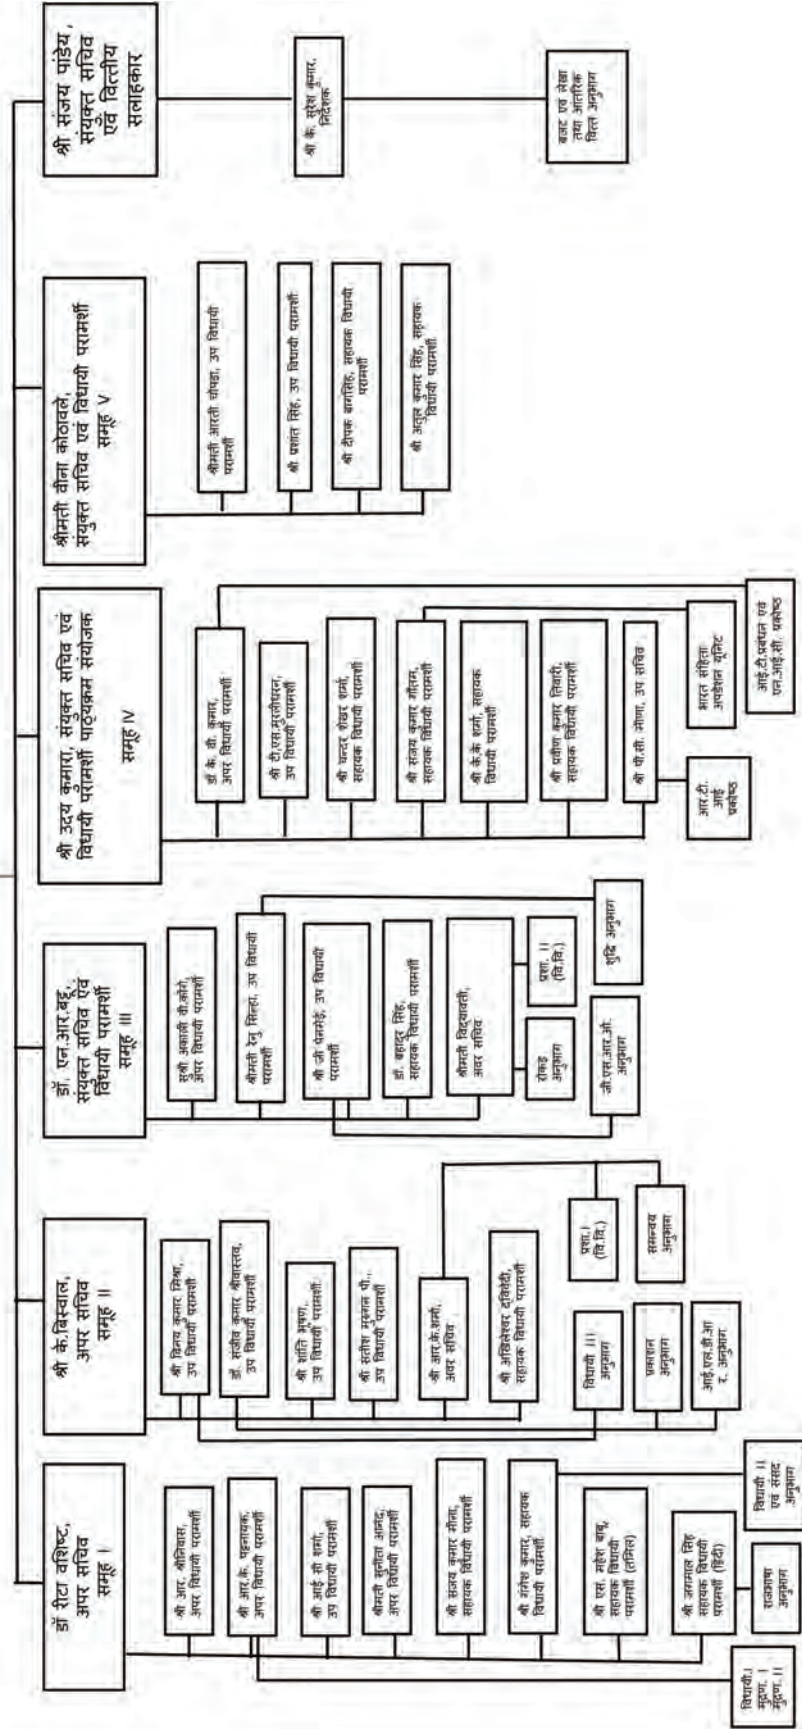 डॉ रीटा वशिष्ट,
अपर सचिव
समूह I
श्री आर. श्रीनिवास,
अपर विधायी परामर्शी
श्री आर.के. पट्टनायक,
अपर विधायी परामर्शी
श्री आई सी शर्मा,
उप विधायी परामर्शी
श्रीमती सुनीता आनंद,
अपर विधायी परामर्शी
श्री संजय कुमार मीना,
सहायक विधायी परामर्शी
श्री गंगेश कुमार, सहायक
विधायी परामर्शी
श्री एस. महेश बाबू,
सहायक विधायी
परामर्शी (तमिल)
श्री जगमाल सिंह
सहायक विधायी
परामर्शी (हिंदी)
विधायी.I
मुद्रण. I
मुद्रण. II
राजभाषा
अनुभाग
विधायी II
एवं संसद
अनुभाग
श्री के.बिस्वाल,
अपर सचिव
समूह II
श्री विनय कुमार मिश्रा,
उप विधायी परामर्शी
डॉ. संजीव कुमार श्रीवास्तव,
उप विधायी परामर्शी
श्री शांति भूषण,
उप विधायी परामर्शी
श्री सतीश मुरुगन पी.,
उप विधायी परामर्शी
श्री आर.के.शर्मा,
अवर सचिव
श्री अखिलेश्वर द्विवेदी,
सहायक विधायी परामर्शी
विधायी III
अनुभाग
प्रकाशन
अनुभाग
आई.एल.डी.आ
र. अनुभाग
प्रशा.I
(वि.वि.)
समन्वय
अनुभाग
डॉ. एन.आर.बट्टू,
संयुक्त सचिव एवं
विधायी परामर्शी
समूह III
सुश्री अकाली वी.कोंगे,
अपर विधायी परामर्शी
श्रीमती रेनु सिन्हा, उप विधायी
परामर्शी
श्री जी पेनमेई, उप विधायी
परामर्शी
डॉ. बहादुर सिंह,
सहायक विधायी परामर्शी
श्रीमती विद्यावती,
अवर सचिव
रोकड़
अनुभाग
प्रशा. II
(वि.वि.)
जी.एस.आर.ओ.
अनुभाग
शुद्धि अनुभाग
श्री उदय कुमारा, संयुक्त सचिव एवं
विधायी परामर्शी पाठ्यक्रम संयोजक
समूह IV
डॉ के. वी. कुमार,
अपर विधायी परामर्शी
श्री टी.एस.मुरलीधरन,
उप विधायी परामर्शी
श्री चन्दर शेखर शर्मा,
सहायक विधायी परामर्शी
श्री संजय कुमार गौतम,
सहायक विधायी परामर्शी
श्री के.के शर्मा, सहायक
विधायी परामर्शी
श्री प्रवीण कुमार तिवारी,
सहायक विधायी परामर्शी
श्री पी.सी. मीणा, उप सचिव
आर.टी.
आई
प्रकोष्ठ
भारत संहिता
अपडेशन यूनिट
आई.टी.प्रबंधन एवं
एन.आई.सी. प्रकोष्ठ
श्रीमती वीना कोठावले,
संयुक्त सचिव एवं विधायी परामर्शी
समूह V
श्रीमती आरती चोपडा, उप विधायी
परामर्शी
श्री प्रशांत सिंह, उप विधायी परामर्शी
श्री दीपक बागसिंह, सहायक विधायी
परामर्शी
श्री अतुल कुमार सिंह, सहायक
विधायी परामर्शी
श्री संजय पांडेय,
संयुक्त सचिव
एवं वित्तीय
सलाहकार
श्री के. सुरेश कुमार,
निदेशक
बजट एवं लेखा
तथा आंतरिक
वित्त अनुभाग